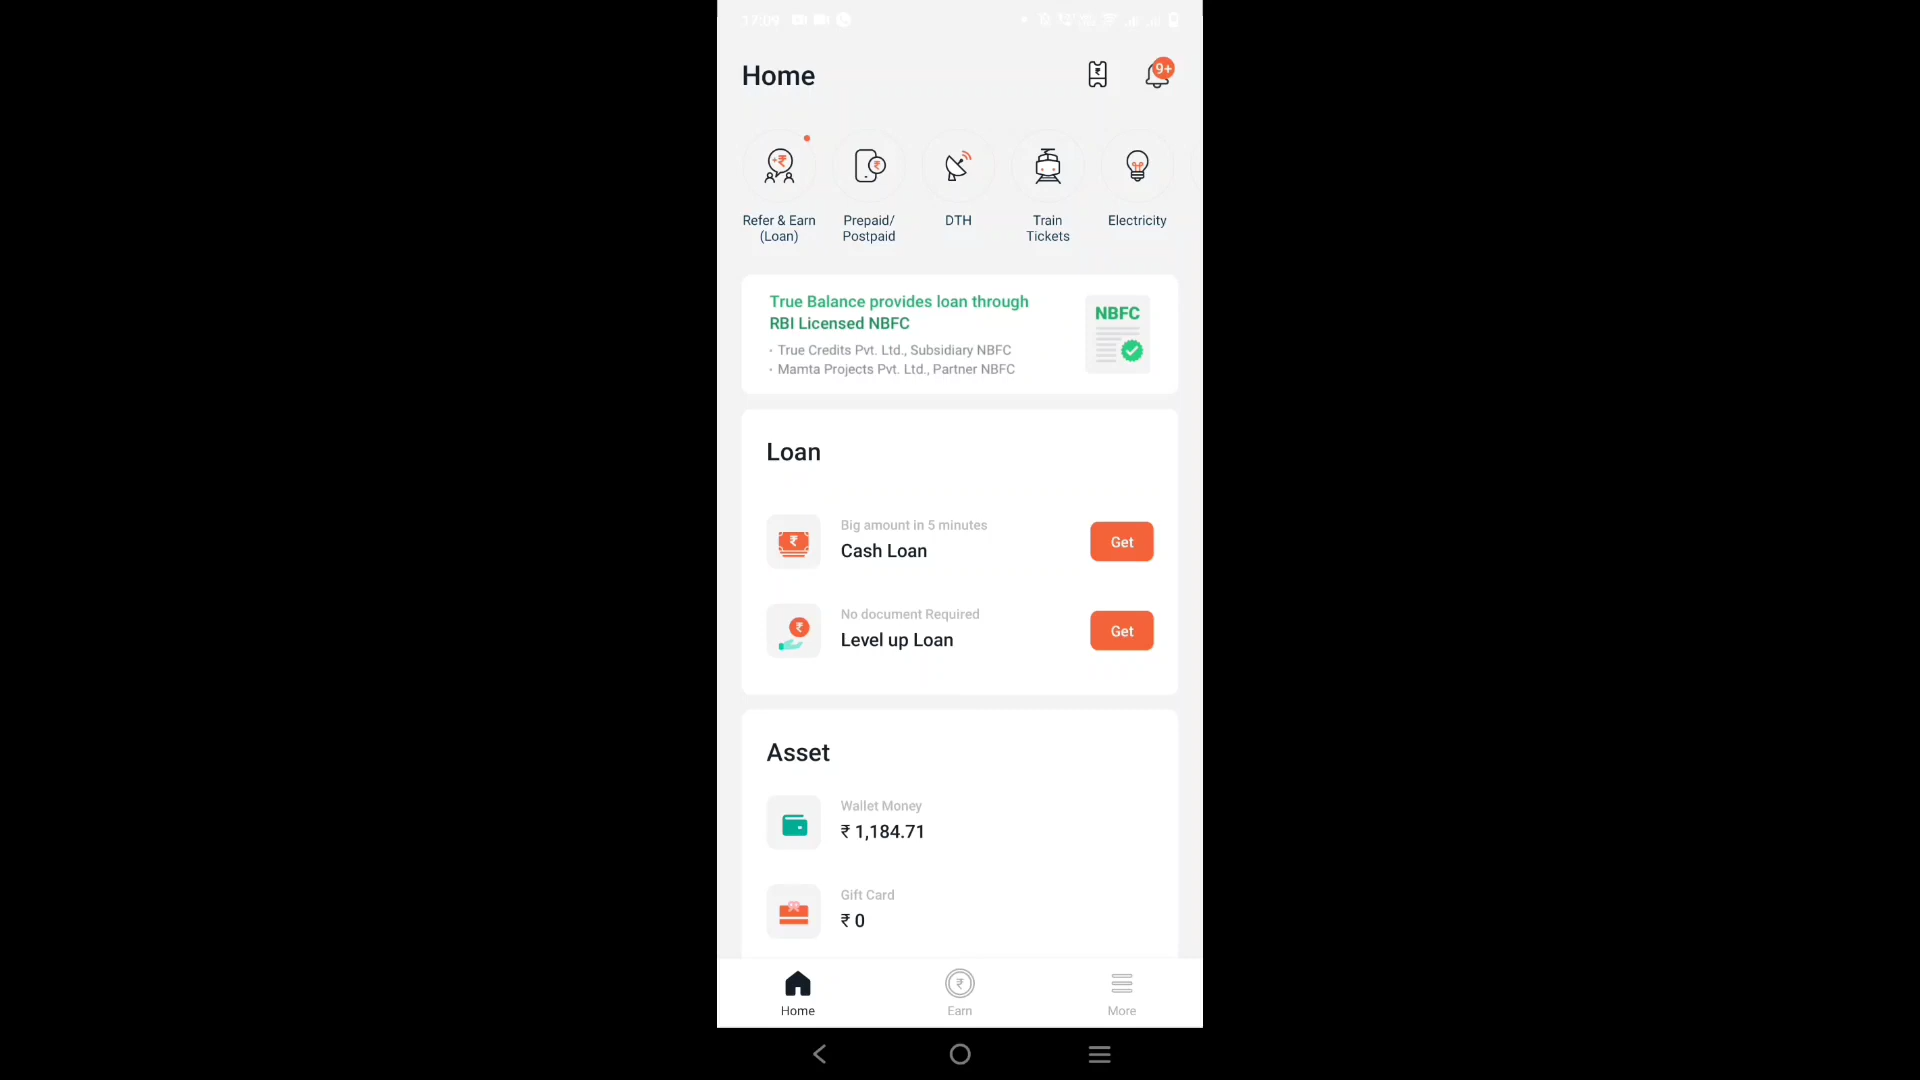 17:09
Home
9+
Refer & Earn
(Loan)
Prepaid/
Postpaid
DTH
Train
Tickets
Electricity
True Balance provides loan through
RBI Licensed NBFC
· True Credits Pvt. Ltd., Subsidiary NBFC
· Mamta Projects Pvt. Ltd., Partner NBFC
NBFC
Loan
Big amount in 5 minutes
Cash Loan
Get
No document Required
Level up Loan
Get
Asset
Wallet Money
₹ 1,184.71
Gift Card
₹ 0
Home
Earn
More